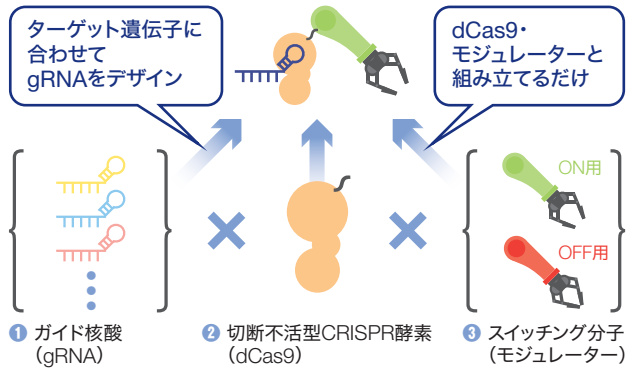 ターゲット遺伝子に
合わせて
gRNAをデザイン
dCas9・
モジュレーターと
組み立てるだけ
ON用
OFF用
❶ ガイド核酸
（gRNA）
❷ 切断不活型CRISPR酵素
（dCas9）
❸ スイッチング分子
（モジュレーター）